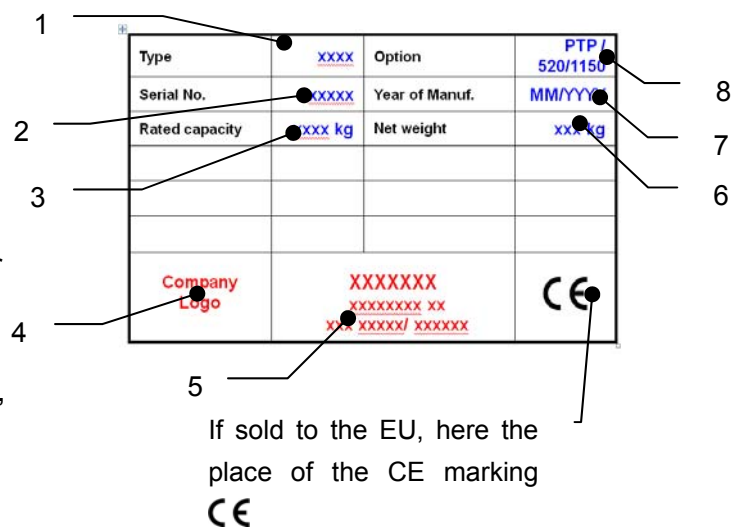 1
Type xxxx Option PTP / 520/1150
8
Serial No. xxxxx Year of Manuf. MM/YYYY
2
7
Rated capacity xxxx kg Net weight xxx kg
3
6
Company Logo
XXXXXXX
xxxxxxxx xx
xxx xxxxx/ xxxxxx
CE
4
5
If sold to the EU, here the
place of the CE marking
CE